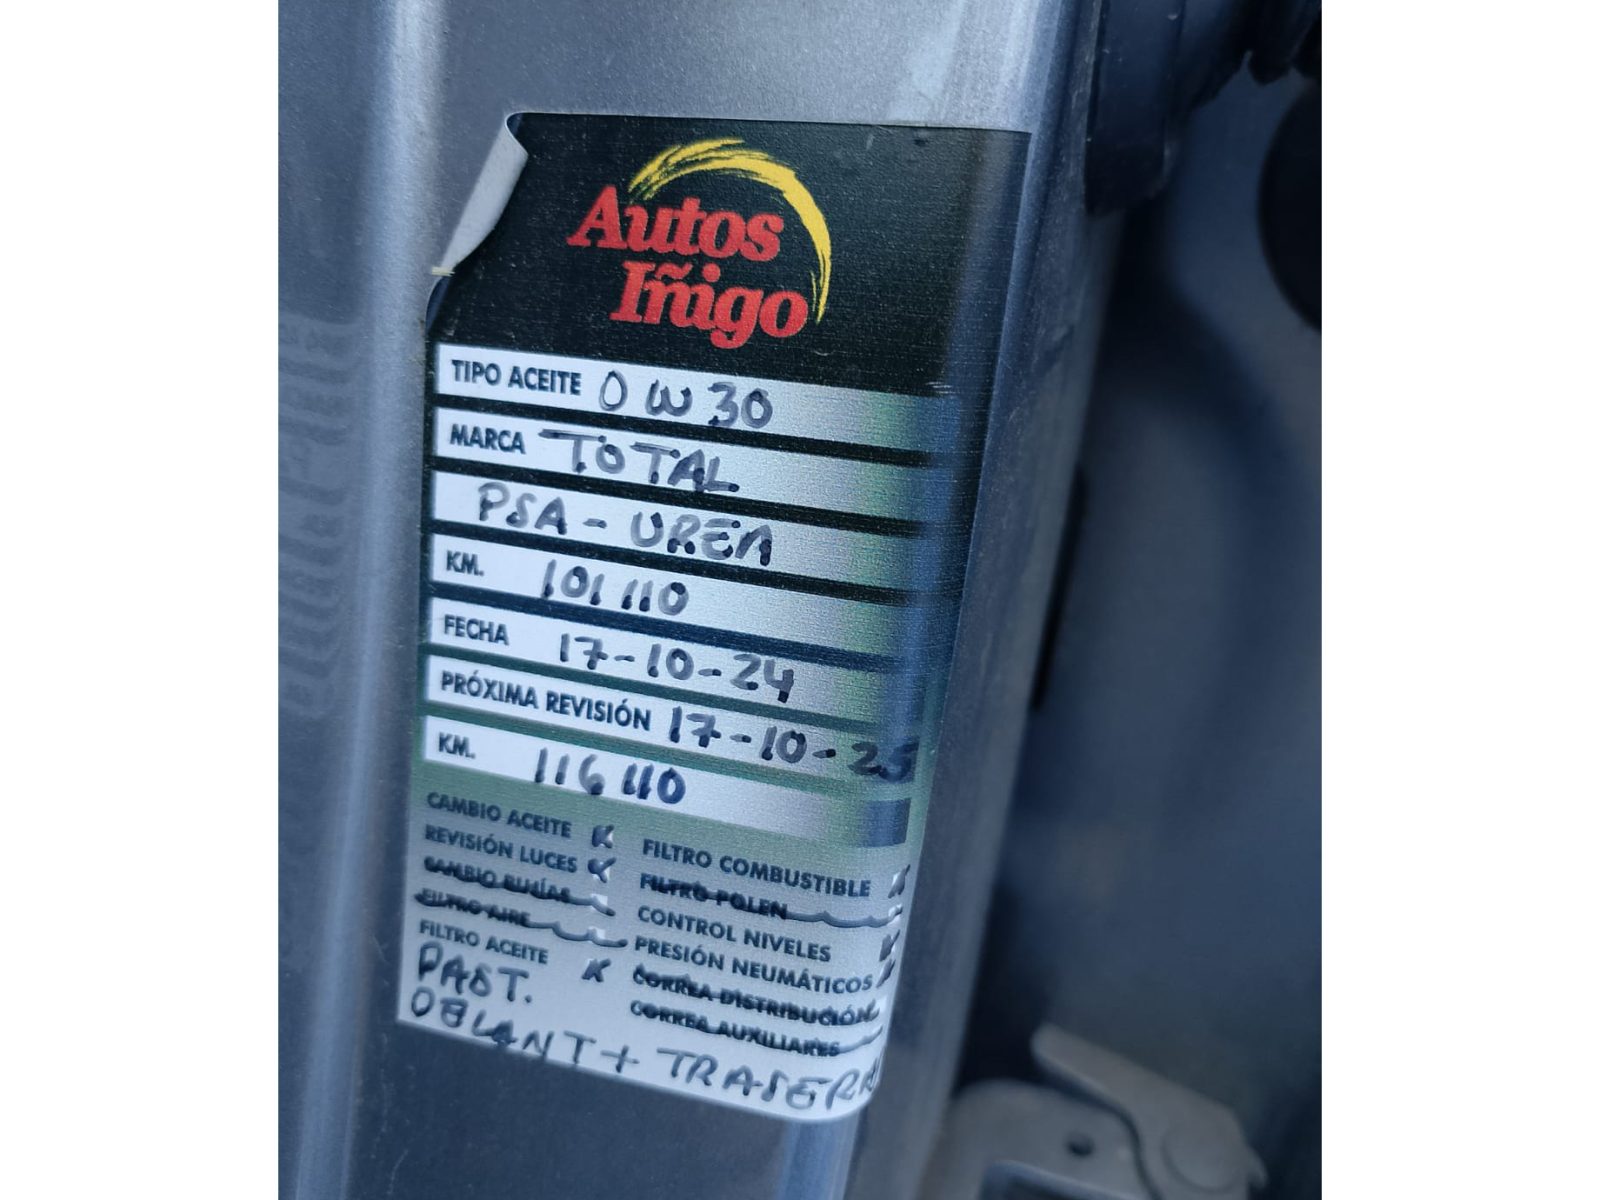 Autos
Iñigo
TIPO ACEITE 0W30
MARCA TOTAL
PSA - UREA
KM. 101110
FECHA 17-10-24
PRÓXIMA REVISIÓN 17-10-25
KM. 116110
CAMBIO ACEITE
REVISIÓN LUCES
CAMBIO BUJÍAS
FILTRO AIRE
FILTRO ACEITE
FILTRO COMBUSTIBLE
FILTRO POLEN
CONTROL NIVELES
PRESIÓN NEUMÁTICOS
CORREA DISTRIBUCIÓN
CORREA AUXILIARES
PAST.
DELANT + TRASERA